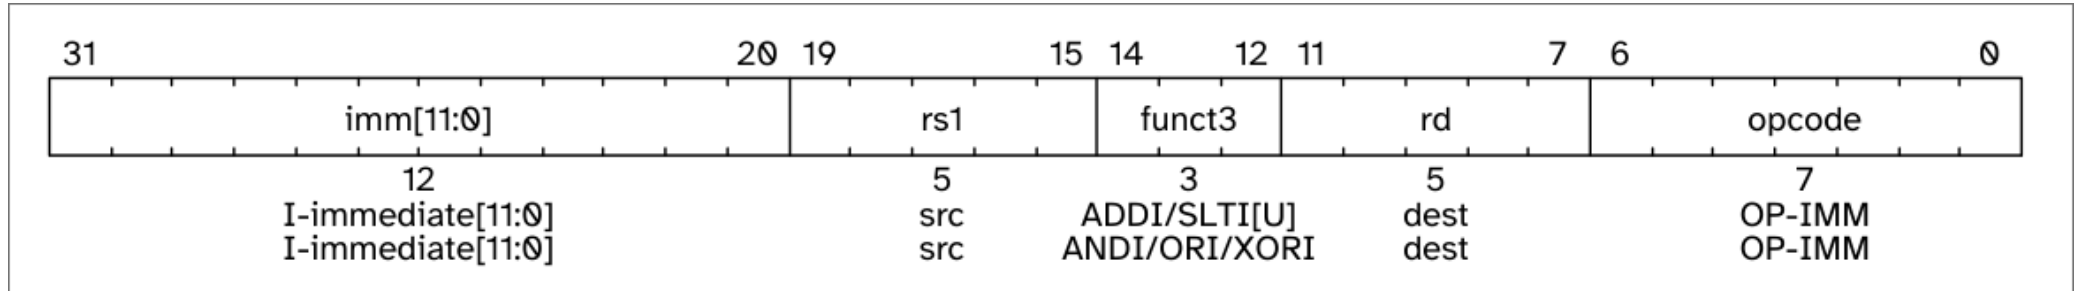 31 20 19 15 14 12 11 7 6 0
imm[11:0] rs1 funct3 rd opcode
12 5 3 5 7
I-immediate[11:0] src ADDI/SLTI[U] dest OP-IMM
I-immediate[11:0] src ANDI/ORI/XORI dest OP-IMM